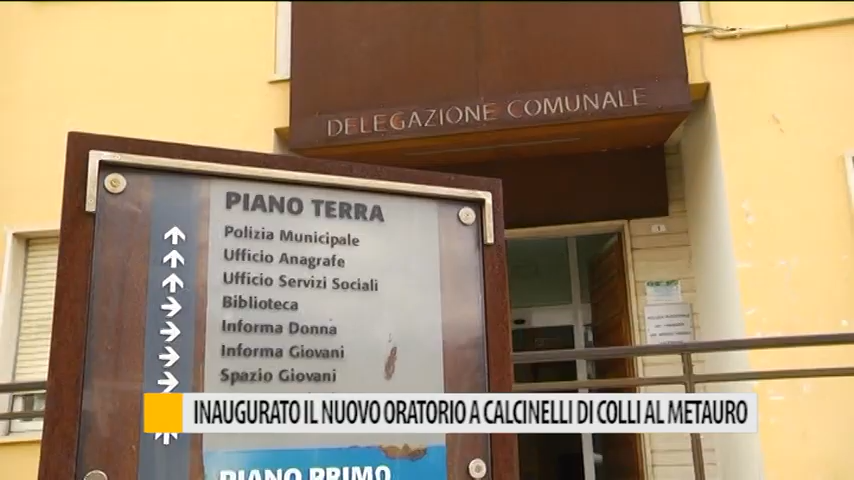 DELEGAZIONE COMUNALE
PIANO TERRA
Polizia Municipale
Ufficio Anagrafe
Ufficio Servizi Sociali
Biblioteca
Informa Donna
Informa Giovani
Spazio Giovani
INAUGURATO IL NUOVO ORATORIO A CALCINELLI DI COLLI AL METAURO
PIANO PRIMO